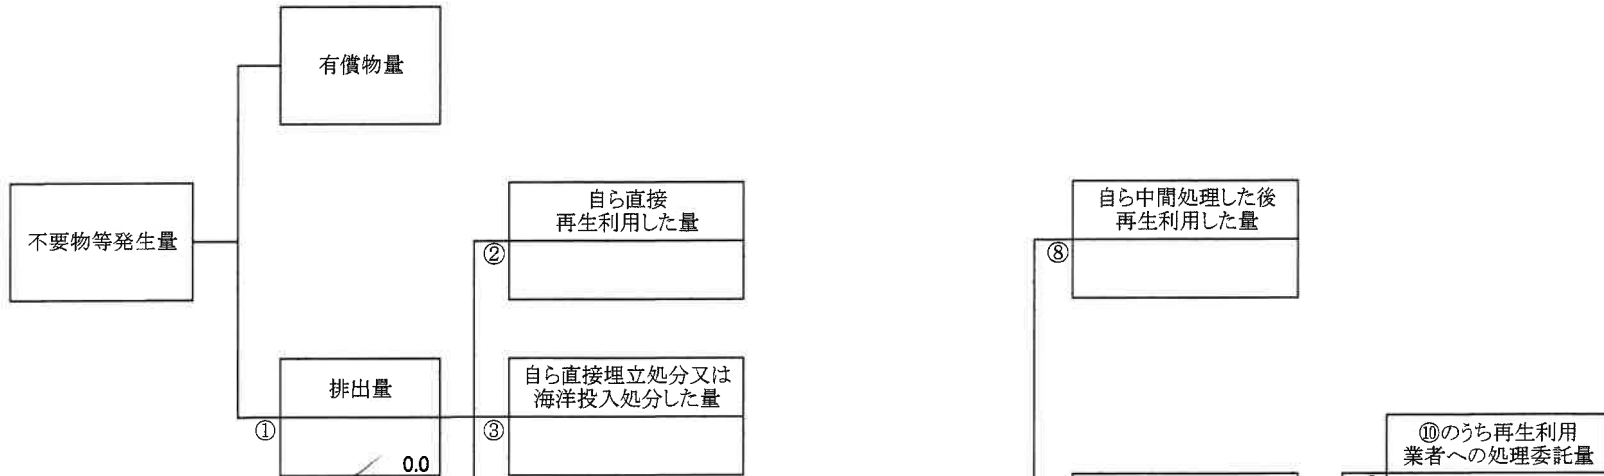 有償物量
不要物等発生量
自ら直接
再生利用した量
②
自ら中間処理した後
再生利用した量
⑧
排出量
①
0.0
自ら直接埋立処分又は
海洋投入処分した量
③
⑩のうち再生利用
業者への処理委託量